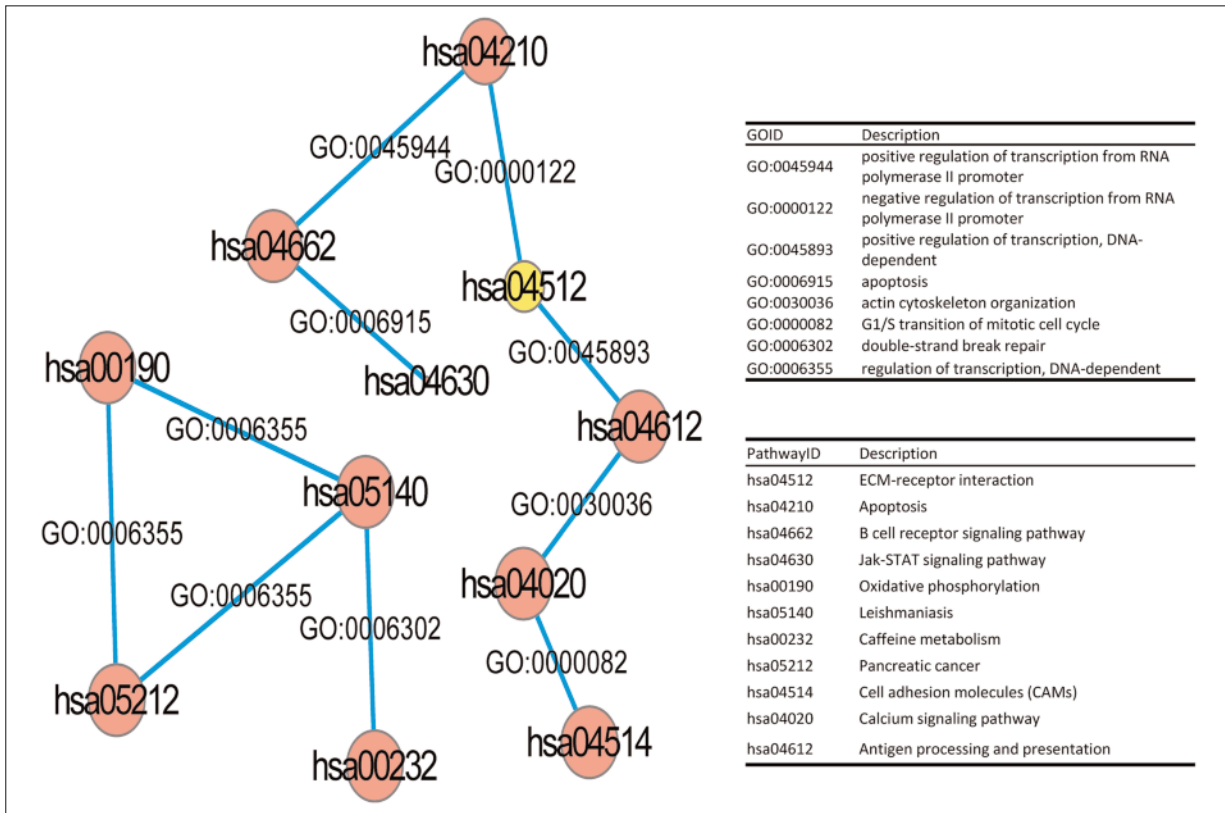 hsa04210
GO:0045944
GO:0000122
hsa04662
hsa04512
GO:0006915
GO:0045893
hsa00190
hsa04630
GO:0006355
hsa04612
hsa05140
GO:0030036
GO:0006355
hsa04020
GO:0006355
GO:0006302
GO:0000082
hsa05212
hsa04514
hsa00232
GOID Description
GO:0045944 positive regulation of transcription from RNA
polymerase II promoter
GO:0000122 negative regulation of transcription from RNA
polymerase II promoter
GO:0045893 positive regulation of transcription, DNA-
dependent
GO:0006915 apoptosis
GO:0030036 actin cytoskeleton organization
GO:0000082 G1/S transition of mitotic cell cycle
GO:0006302 double-strand break repair
GO:0006355 regulation of transcription, DNA-dependent
PathwayID Description
hsa04512 ECM-receptor interaction
hsa04210 Apoptosis
hsa04662 B cell receptor signaling pathway
hsa04630 Jak-STAT signaling pathway
hsa00190 Oxidative phosphorylation
hsa05140 Leishmaniasis
hsa00232 Caffeine metabolism
hsa05212 Pancreatic cancer
hsa04514 Cell adhesion molecules (CAMs)
hsa04020 Calcium signaling pathway
hsa04612 Antigen processing and presentation